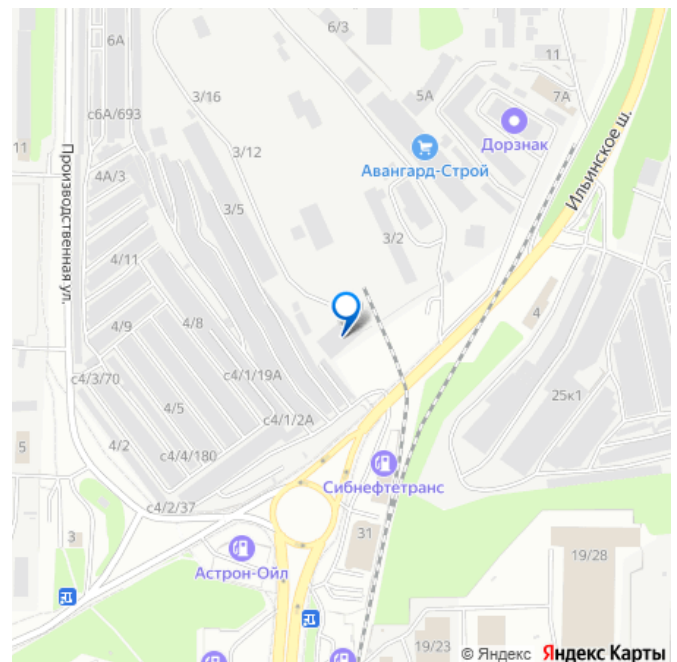 6А
с6А/693
11
Производственная ул.
4А/3
4/11
4/9
4/8
с4/3/70
4/5
4/2
с4/4/180
с4/2/37
с4/1/19А
с4/1/2А
3/16
3/12
3/5
3/2
5А
11
7А
Дорзнак
Авангард-Строй
Ильинское ш.
4
25к1
5
3
Сибнефтетранс
31
Астрон-Ойл
19/28
19/23
© Яндекс Яндекс Карты